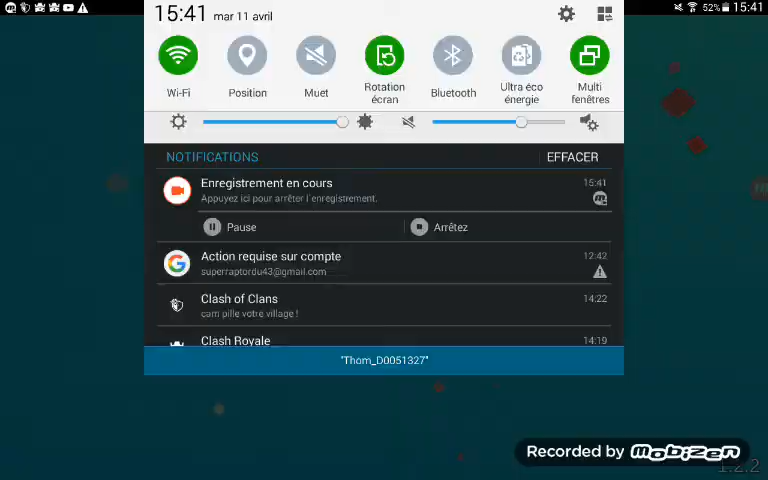 52% 15:41
15:41 mar 11 avril
Wi-Fi
Position
Muet
Rotation
écran
Bluetooth
Ultra éco
énergie
Multi
fenêtres
NOTIFICATIONS
EFFACER
Enregistrement en cours
15:41
Appuyez ici pour arrêter l'enregistrement.
Pause
Arrêtez
Action requise sur compte
12:42
superraptordu43@gmail.com
Clash of Clans
14:22
cam pille votre village !
Clash Royale
14:19
"Thom_D0051327"
Recorded by MOBIZEN
1.2.2